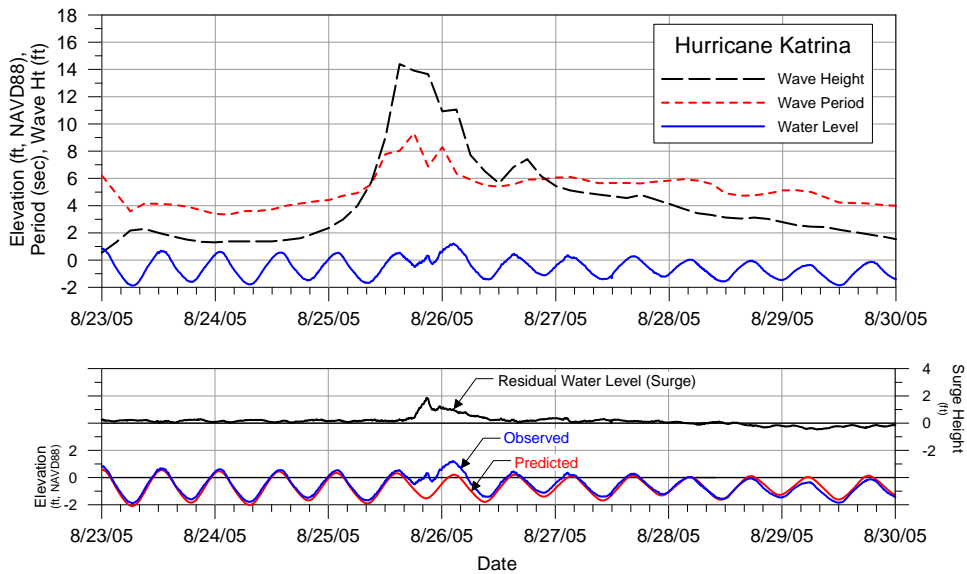 Elevation (ft, NAVD88),
Period (sec), Wave Ht (ft)
18
16
14
12
10
8
6
4
2
0
-2
Hurricane Katrina
Wave Height
Wave Period
Water Level
8/23/05 8/24/05 8/25/05 8/26/05 8/27/05 8/28/05 8/29/05 8/30/05
Residual Water Level (Surge)
4
2
0
-2
Surge Height
(ft)
Elevation
(ft, NAVD88)
2
0
-2
Observed
Predicted
8/23/05 8/24/05 8/25/05 8/26/05 8/27/05 8/28/05 8/29/05 8/30/05
Date